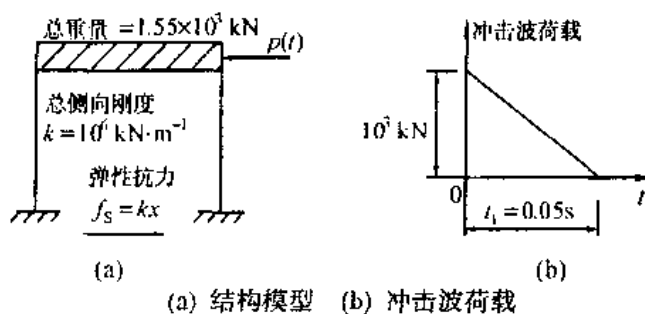 总重量 =1.55×10³ kN
p(t)
总侧向刚度
k=10⁶ kN·m⁻¹
弹性抗力
f_S = kx
(a)
冲击波荷载
10³ kN
0
t
t₁=0.05s
(b)
(a) 结构模型 (b) 冲击波荷载